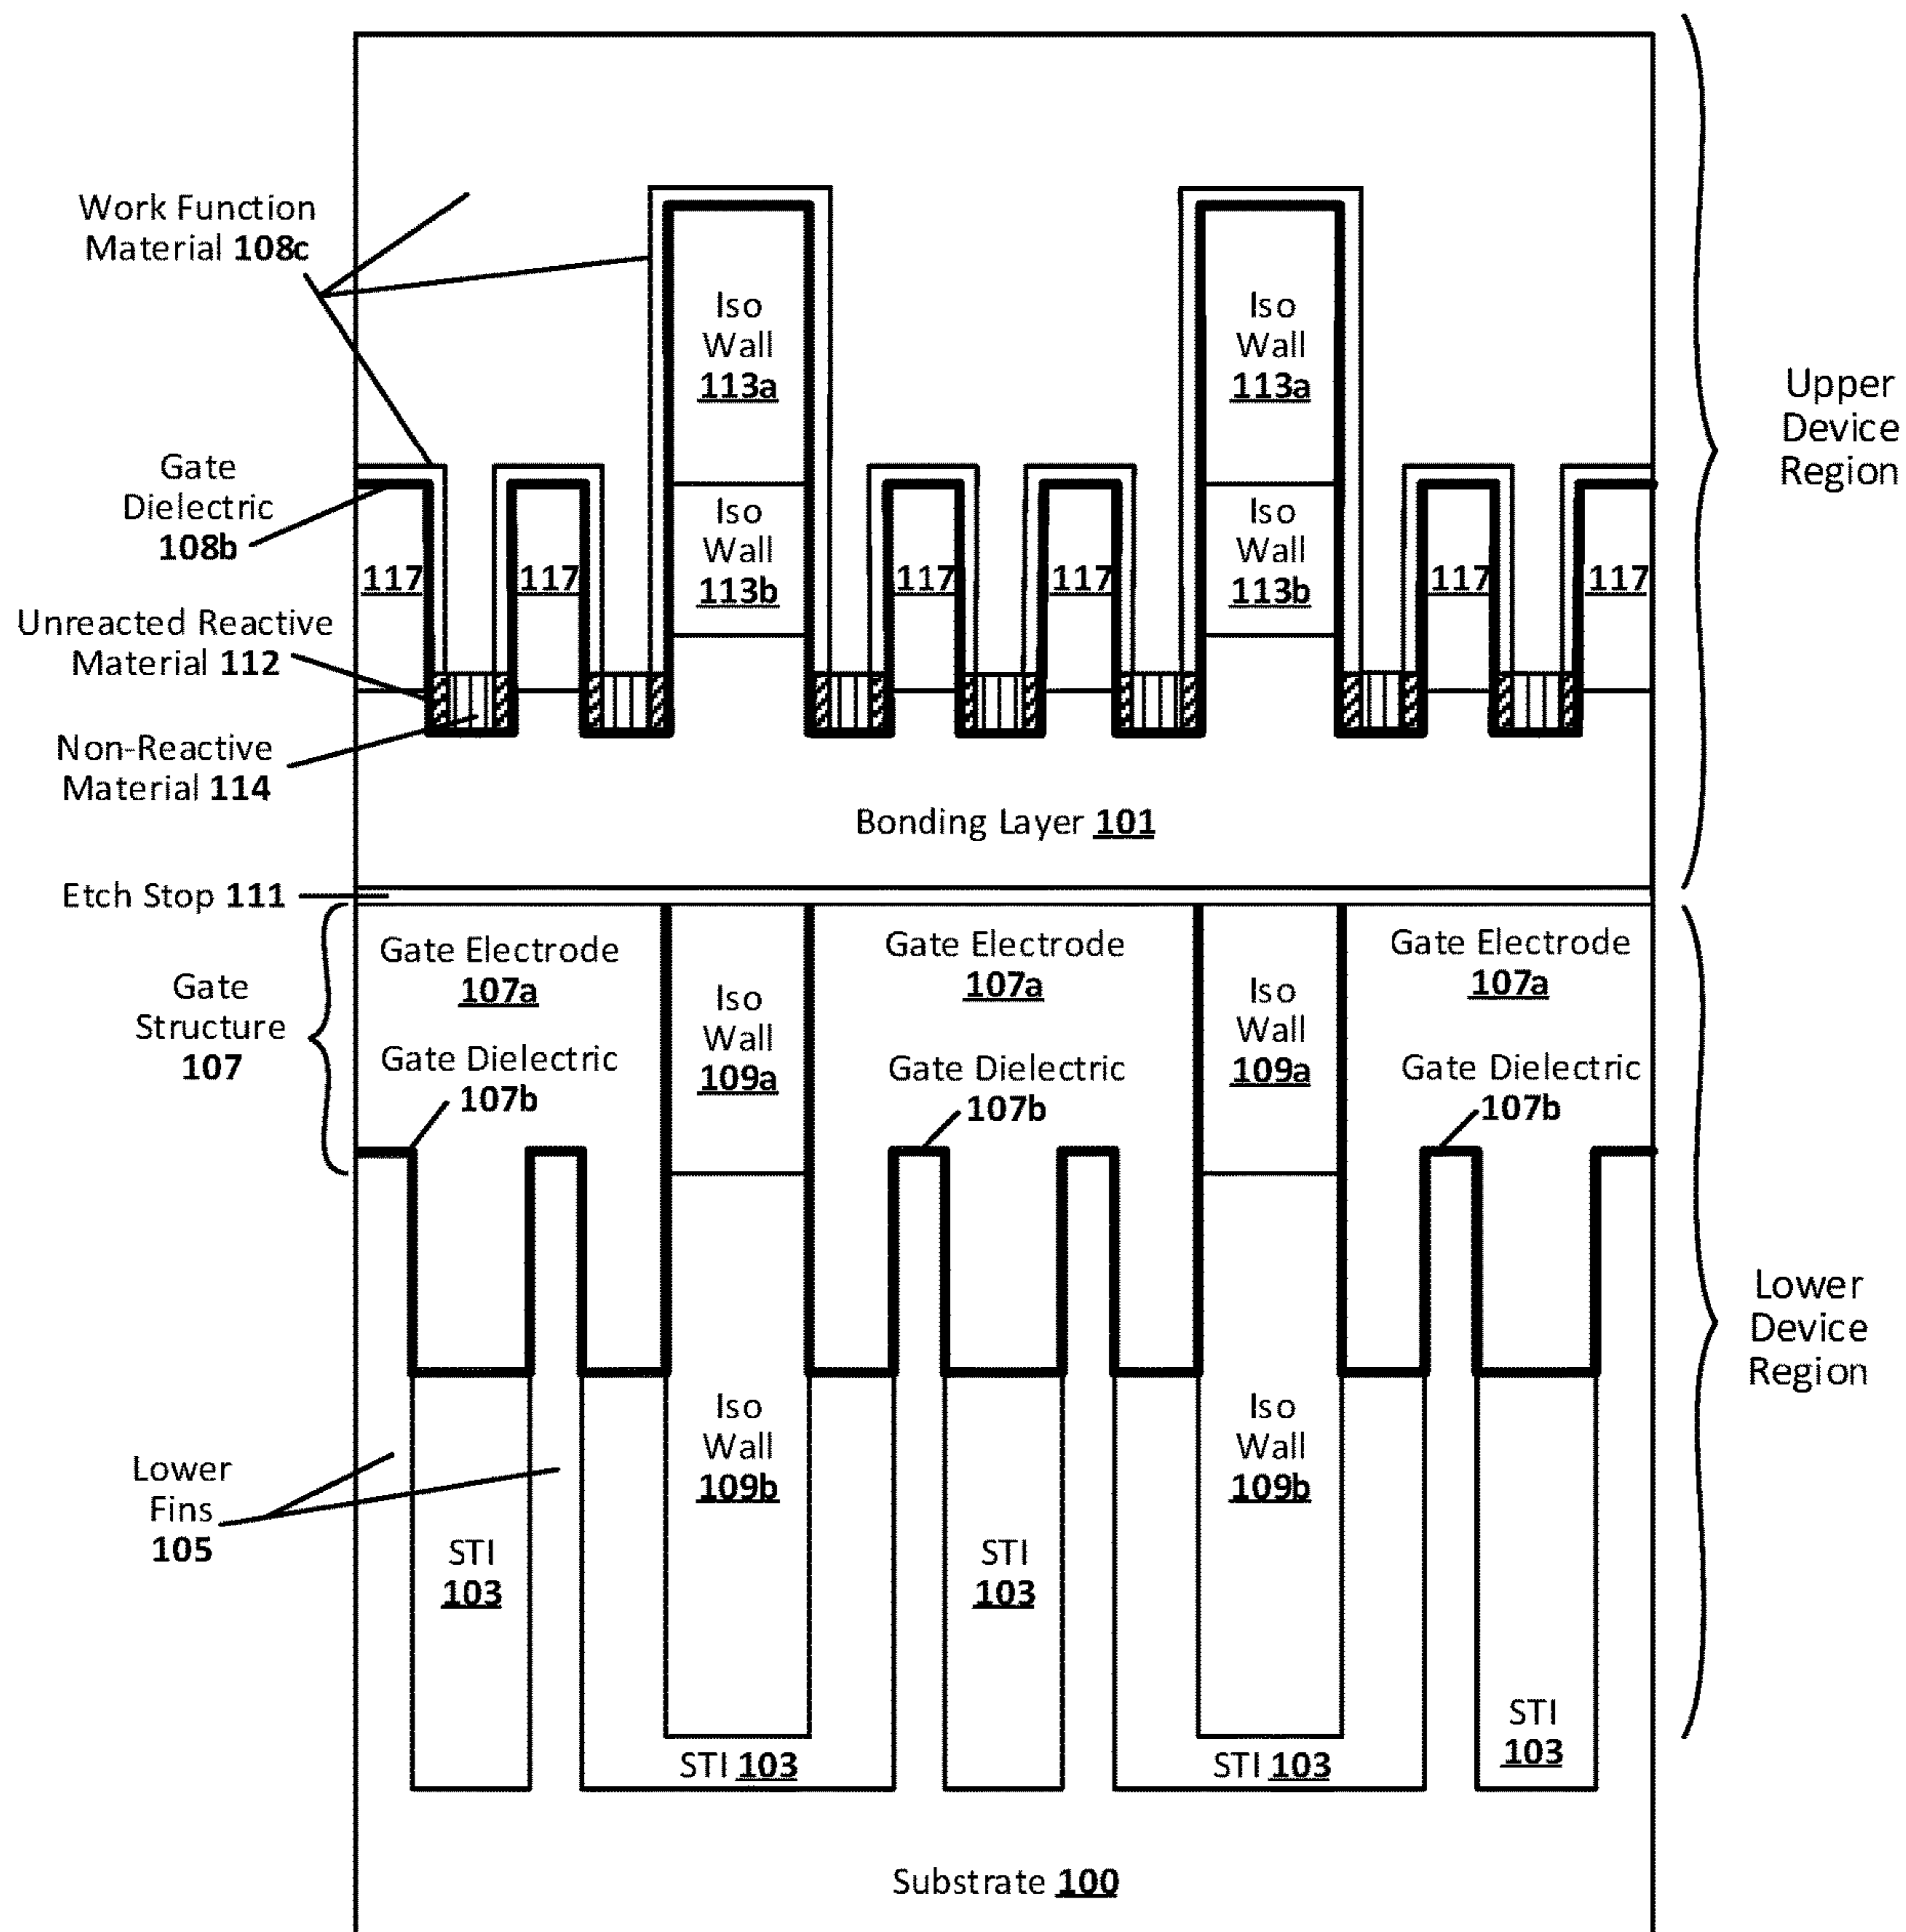 Work Function
Material 108c
Iso
Wall
113a
Iso
Wall
113a
Upper
Device
Region
Gate
Dielectric
108b
Iso
Wall
113b
Iso
Wall
113b
117
117
117
117
117
117
Unreacted Reactive
Material 112
Non-Reactive
Material 114
Bonding Layer 101
Etch Stop 111
Gate
Structure
107
Gate Electrode
107a
Gate Dielectric
107b
Iso
Wall
109a
Gate Electrode
107a
Gate Dielectric
107b
Iso
Wall
109a
Gate Electrode
107a
Gate Dielectric
107b
Lower
Device
Region
Lower
Fins
105
Iso
Wall
109b
Iso
Wall
109b
STI
103
STI
103
STI
103
STI 103
STI 103
Substrate 100